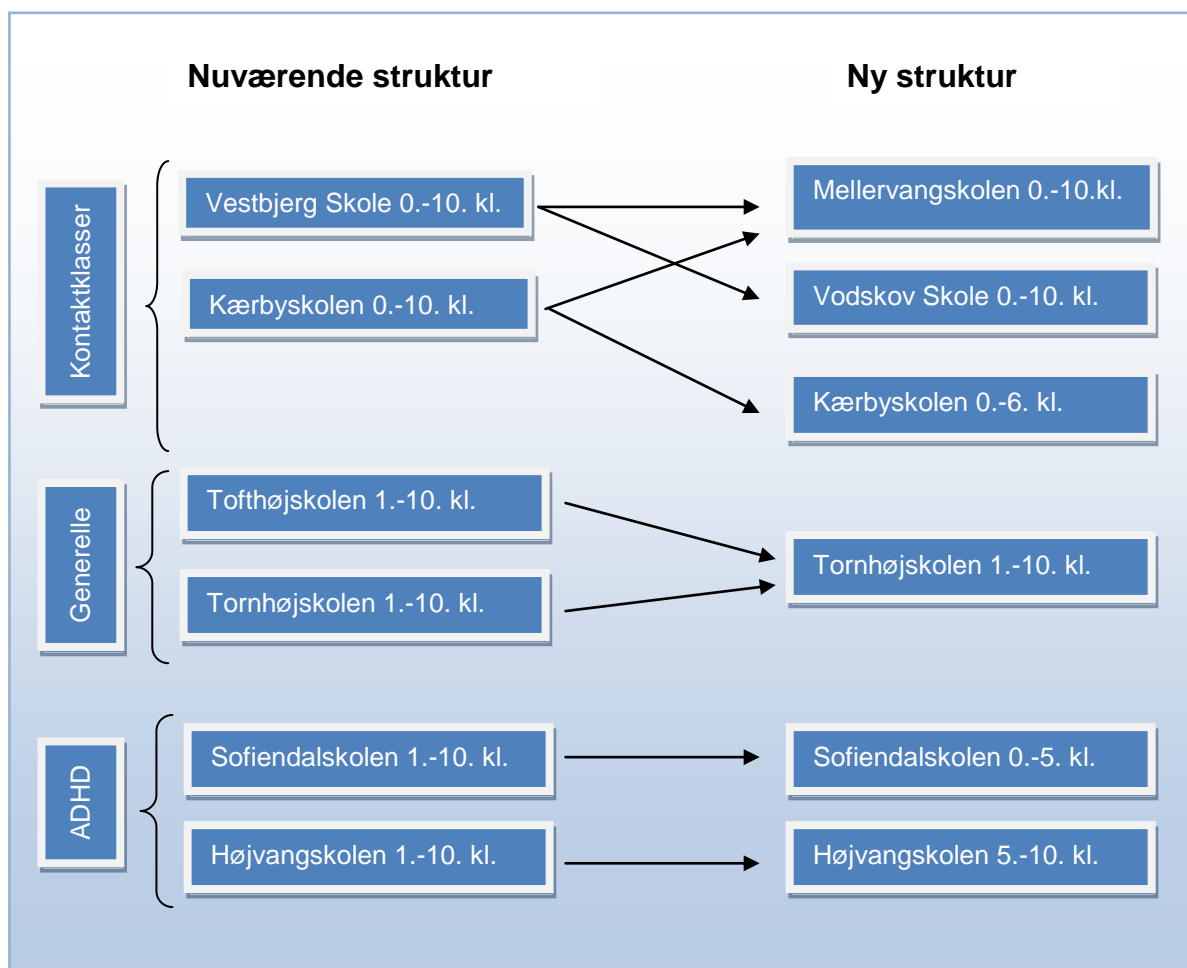 Nuværende struktur
Ny struktur
Kontaktklasser
Vestbjerg Skole 0.-10. kl.
Kærbyskolen 0.-10. kl.
Mellervangskolen 0.-10.kl.
Vodskov Skole 0.-10. kl.
Kærbyskolen 0.-6. kl.
Generelle
Tofthøjskolen 1.-10. kl.
Tornhøjskolen 1.-10. kl.
Tornhøjskolen 1.-10. kl.
ADHD
Sofiendalskolen 1.-10. kl.
Højvangskolen 1.-10. kl.
Sofiendalskolen 0.-5. kl.
Højvangskolen 5.-10. kl.